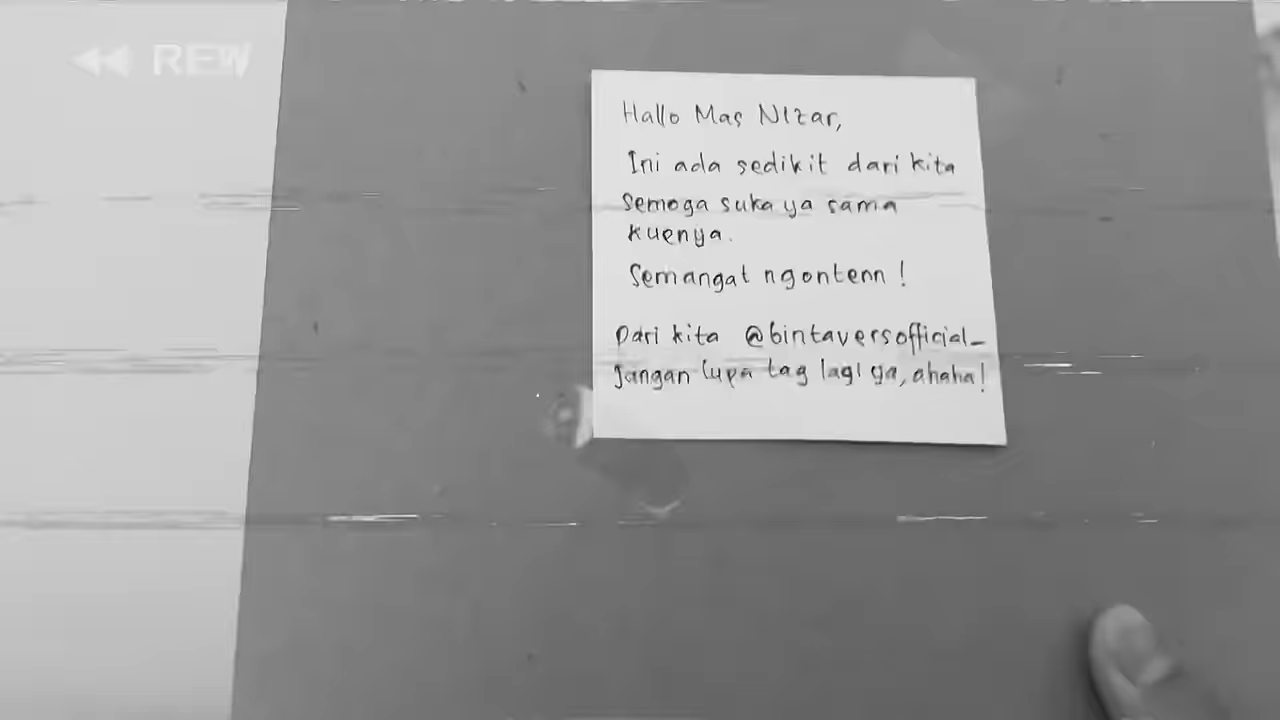 REW
Hallo Mas NIzar,
Ini ada sedikit dari kita
semoga suka ya sama
kuenya.
Semangat ngontenn !
Dari kita @bintaversofficial_
Jangan lupa tag lagi ya, ahaha!